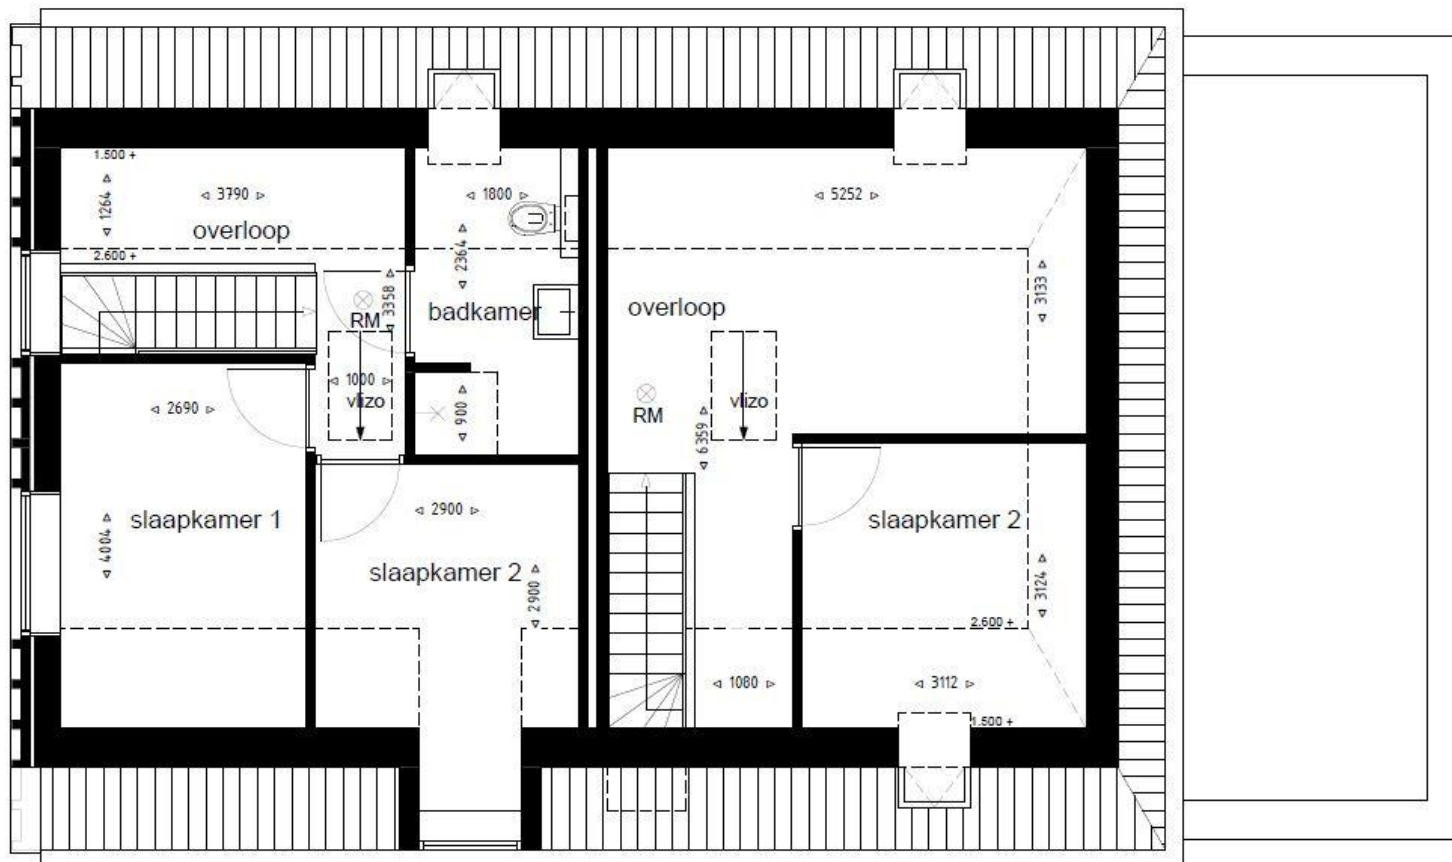 1.500 +
1264
3790
overloop
2.600 +
1800
2364
badkamer
3358
RM
1000
vlizo
900
2690
slaapkamer 1
4004
2900
slaapkamer 2
2900
5252
overloop
3133
RM
vlizo
6359
slaapkamer 2
3124
2.600 +
1080
3112
1.500 +